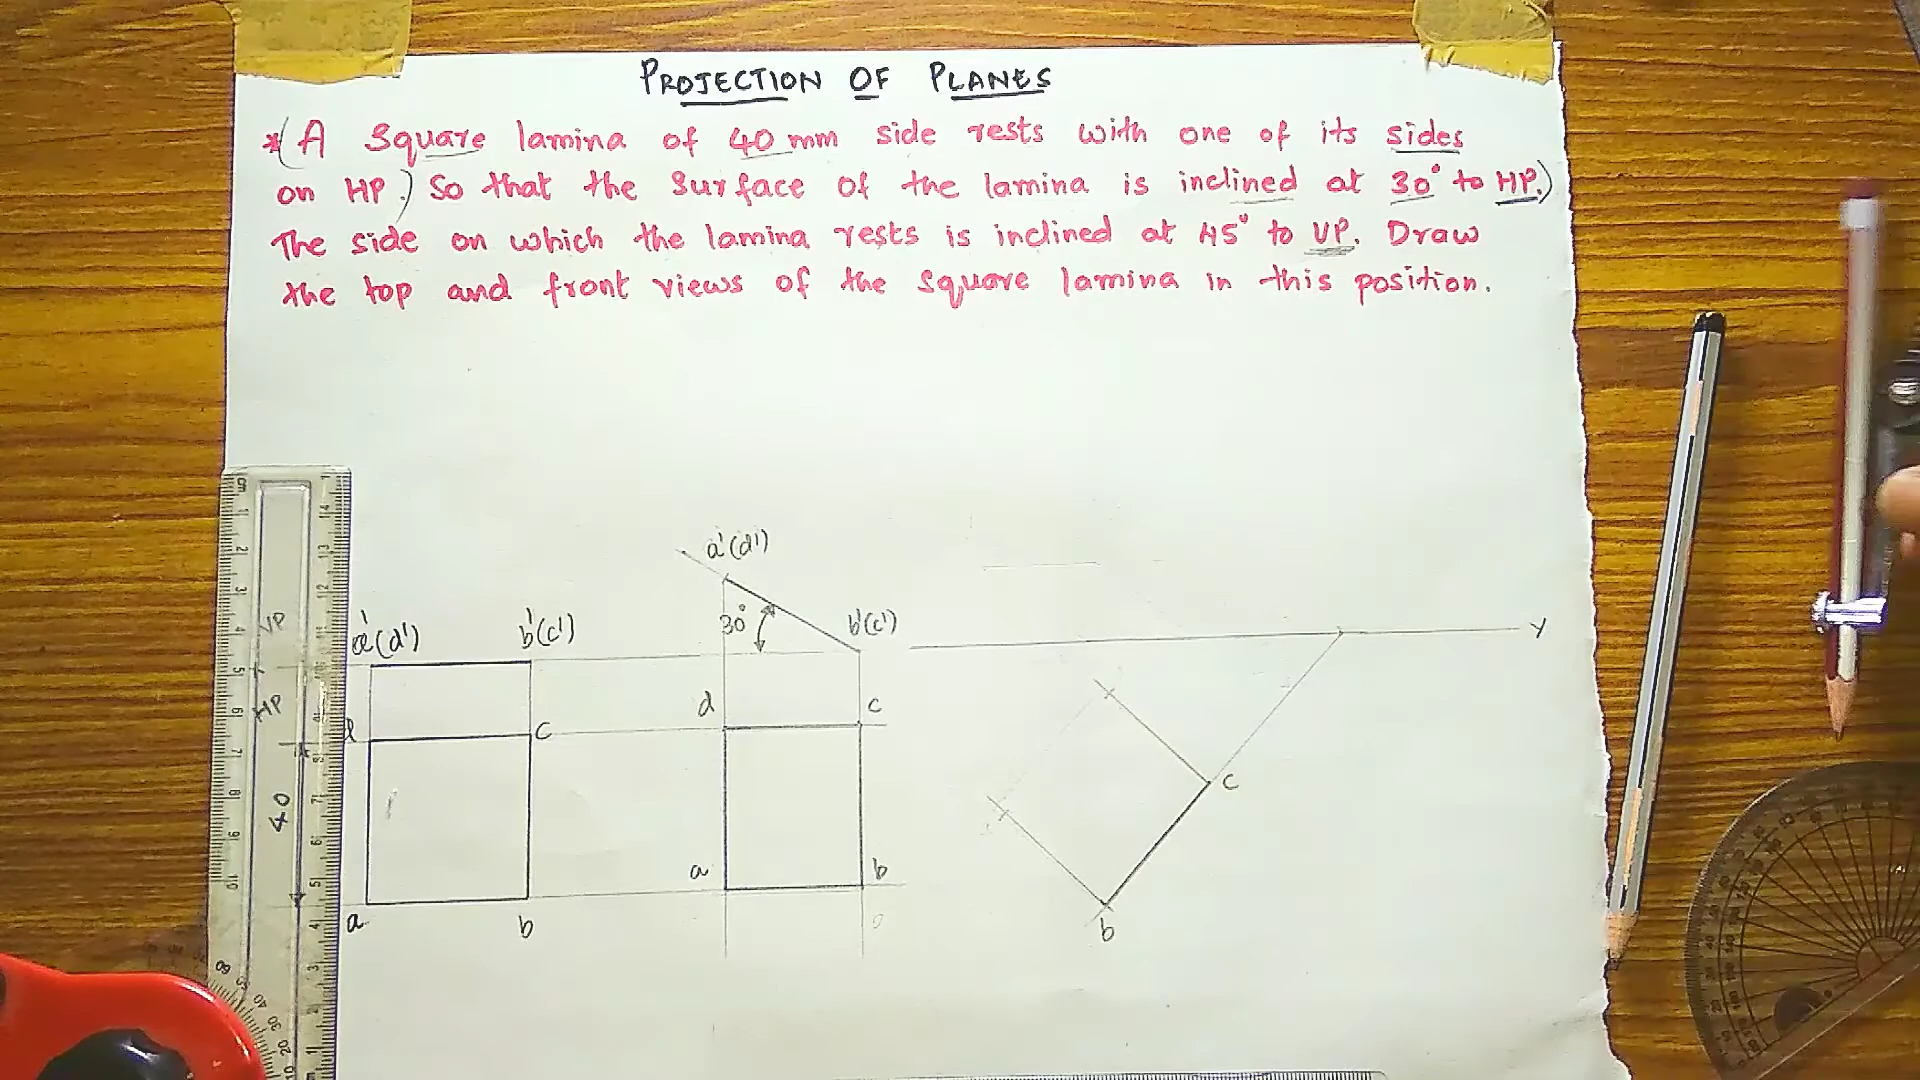 PROJECTION OF PLANES
*(A square lamina of 40 mm side rests with one of its sides
on HP.) So that the surface of the lamina is inclined at 30° to HP.)
The side on which the lamina rests is inclined at 45° to VP. Draw
the top and front views of the square lamina in this position.
a'(d')
30°
b'(c')
a'(d')
b'(c')
Y
VP
HP
d
c
c
c
40
a
b
a
b
b